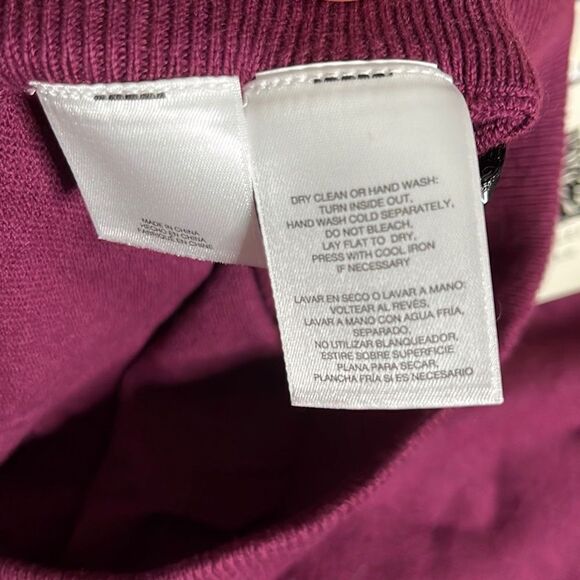 MADE IN CHINA
HECHO EN CHINA
FABRIQUÉ EN CHINE
DRY CLEAN OR HAND WASH:
TURN INSIDE OUT,
HAND WASH COLD SEPARATELY,
DO NOT BLEACH,
LAY FLAT TO DRY,
PRESS WITH COOL IRON
IF NECESSARY
LAVAR EN SECO O LAVAR A MANO:
VOLTEAR AL REVÉS,
LAVAR A MANO CON AGUA FRÍA,
SEPARADO,
NO UTILIZAR BLANQUEADOR,
ESTIRE SOBRE SUPERFICIE
PLANA PARA SECAR,
PLANCHA FRÍA SI ES NECESARIO